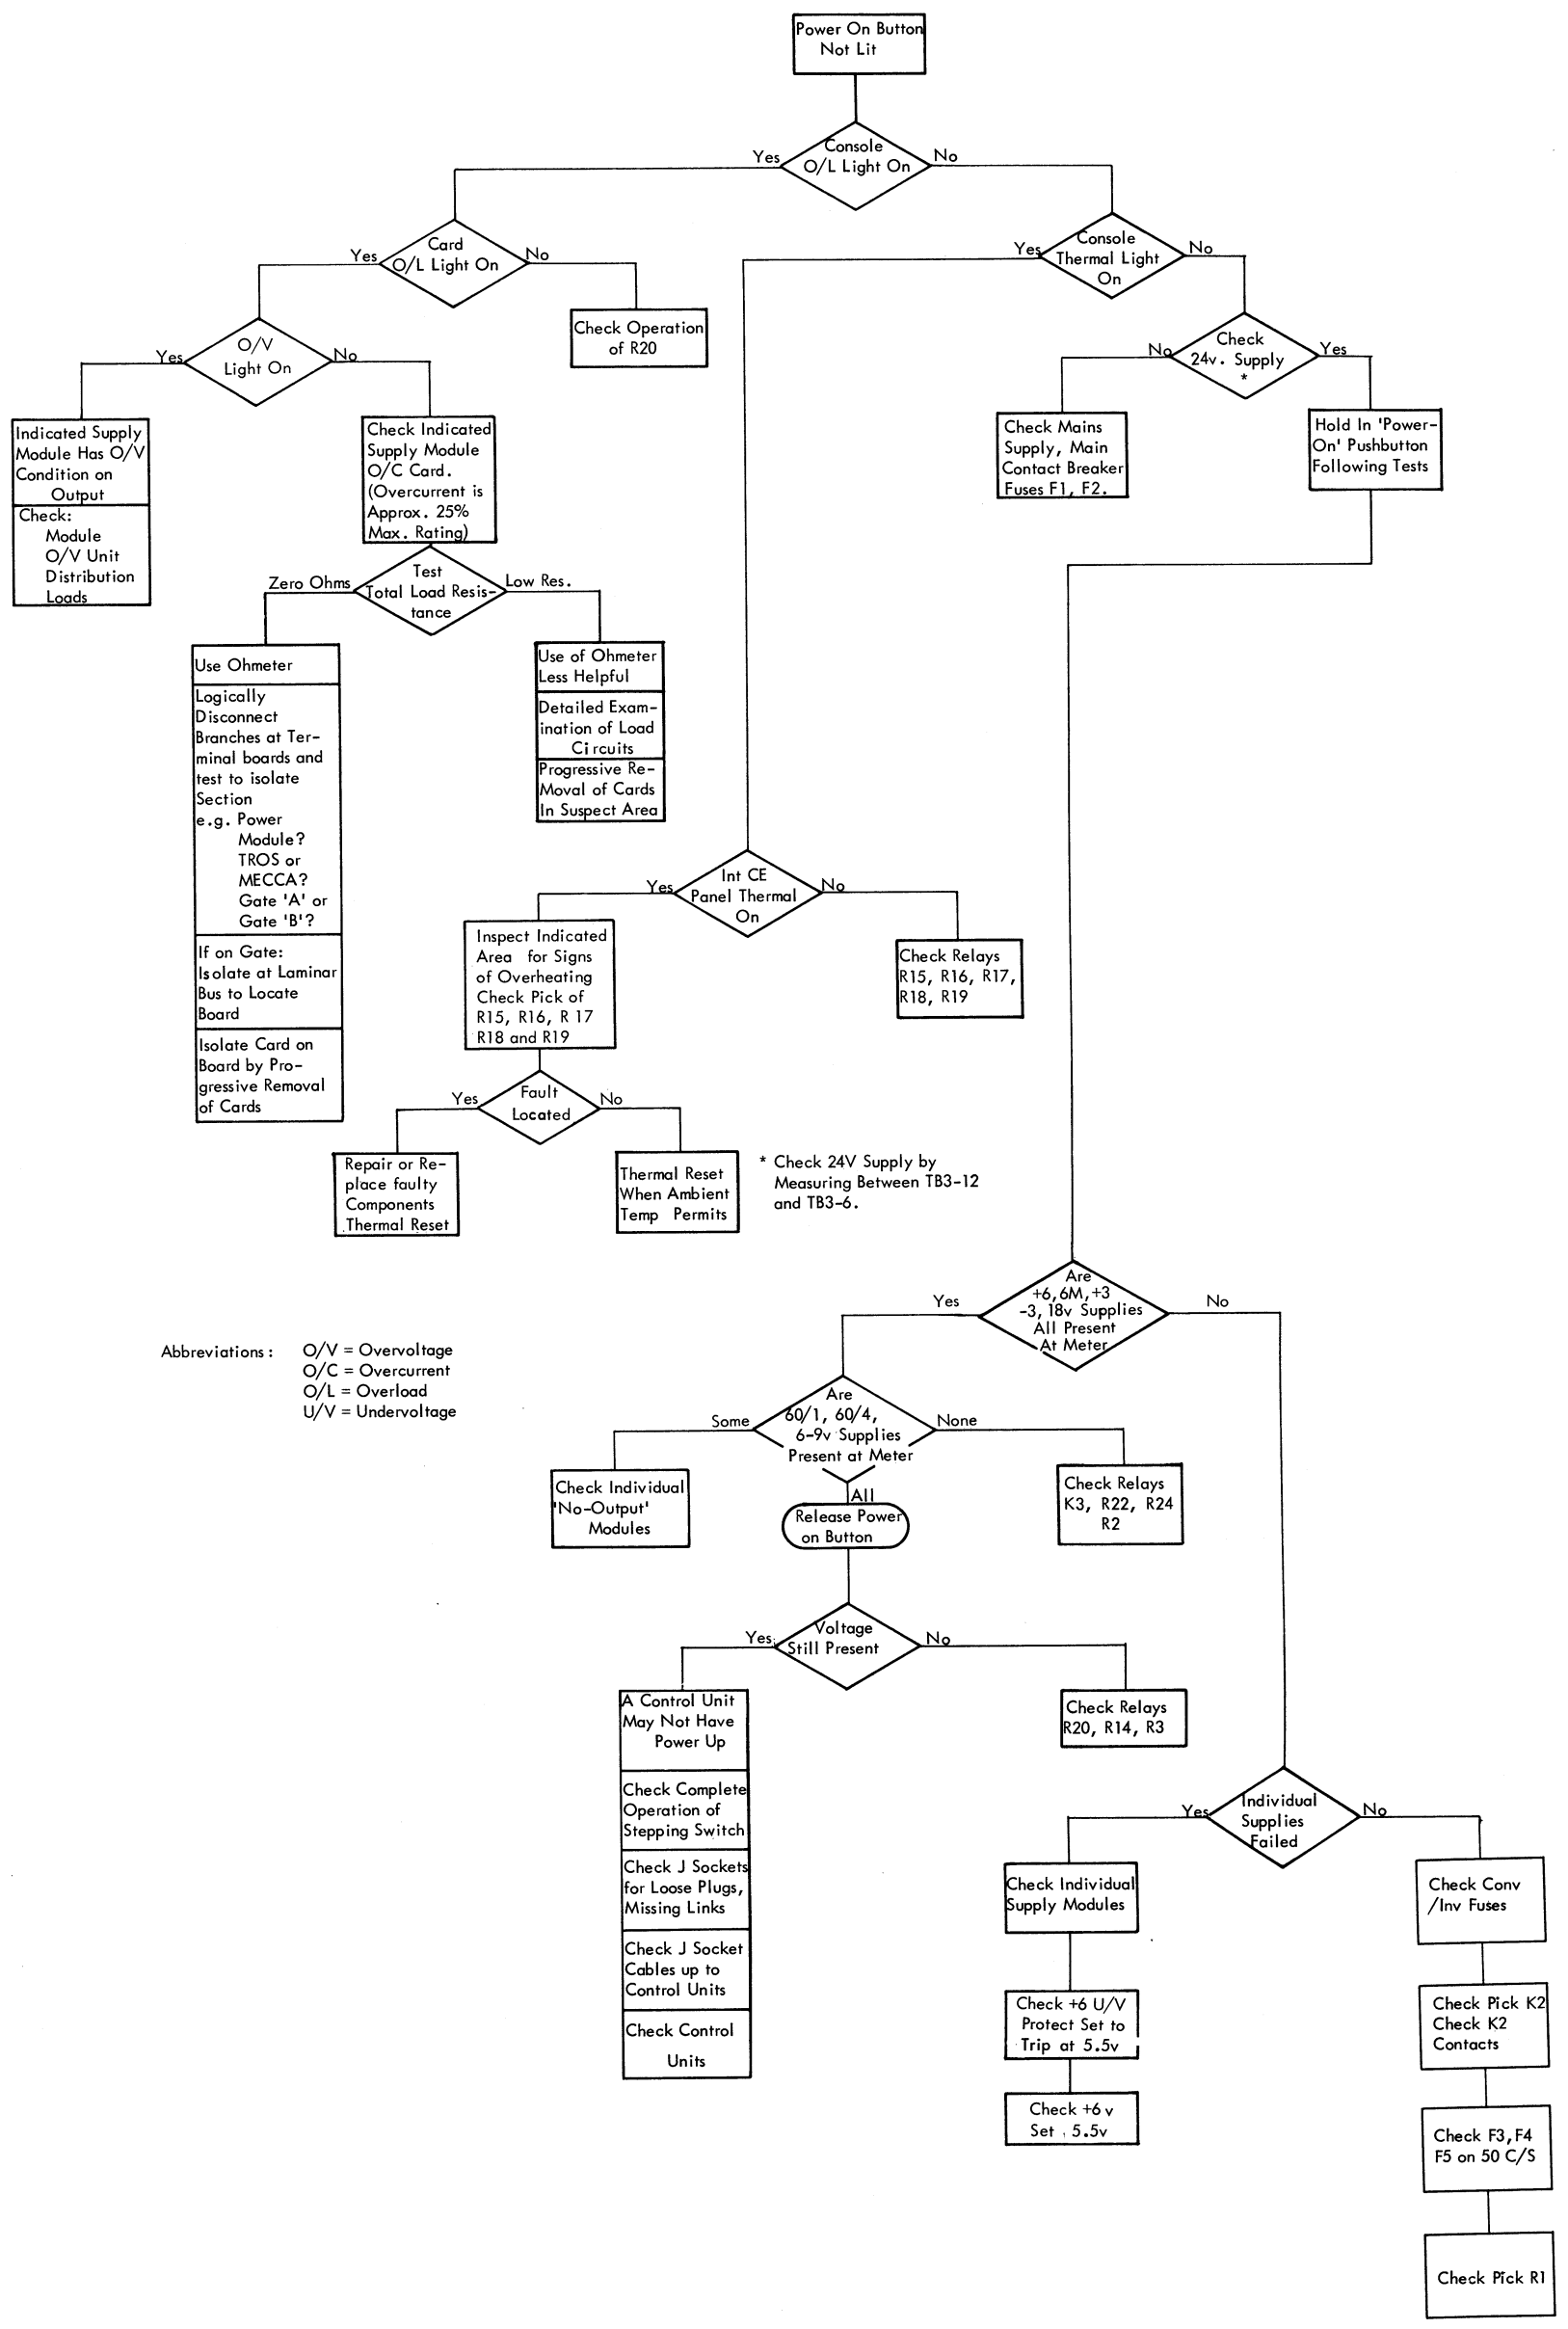 Power On Button
Not Lit
Console
O/L Light On
Yes
No
Card
O/L Light On
Yes
No
Console
Thermal Light
On
Yes
No
O/V
Light On
Yes
No
Check Operation
of R20
Check
24v. Supply
*
No
Yes
Indicated Supply
Module Has O/V
Condition on
Output
Check:
Module
O/V Unit
Distribution
Loads
Check Indicated
Supply Module
O/C Card.
(Overcurrent is
Approx. 25%
Max. Rating)
Check Mains
Supply, Main
Contact Breaker
Fuses F1, F2.
Hold In 'Power-
On' Pushbutton
Following Tests
Test
Total Load Resis-
tance
Zero Ohms
Low Res.
Use Ohmeter
Logically
Disconnect
Branches at Ter-
minal boards and
test to isolate
Section
e.g. Power
Module?
TROS or
MECCA?
Gate 'A' or
Gate 'B'?
If on Gate:
Isolate at Laminar
Bus to Locate
Board
Isolate Card on
Board by Pro-
gressive Removal
of Cards
Use of Ohmeter
Less Helpful
Detailed Exam-
ination of Load
Circuits
Progressive Re-
Moval of Cards
In Suspect Area
Int CE
Panel Thermal
On
Yes
No
Inspect Indicated
Area for Signs
of Overheating
Check Pick of
R15, R16, R 17
R18 and R19
Check Relays
R15, R16, R17,
R18, R19
Fault
Located
Yes
No
Repair or Re-
place faulty
Components
Thermal Reset
Thermal Reset
When Ambient
Temp Permits
* Check 24V Supply by
Measuring Between TB3-12
and TB3-6.
Are
+6,6M,+3
-3, 18v Supplies
All Present
At Meter
Yes
No
Abbreviations: O/V = Overvoltage
O/C = Overcurrent
O/L = Overload
U/V = Undervoltage
Are
60/1, 60/4,
6-9v Supplies
Present at Meter
Some
None
All
Check Individual
'No-Output'
Modules
Release Power
on Button
Check Relays
K3, R22, R24
R2
Voltage
Still Present
Yes
No
A Control Unit
May Not Have
Power Up
Check Complete
Operation of
Stepping Switch
Check J Sockets
for Loose Plugs,
Missing Links
Check J Socket
Cables up to
Control Units
Check Control
Units
Check Relays
R20, R14, R3
Individual
Supplies
Failed
Yes
No
Check Individual
Supply Modules
Check +6 U/V
Protect Set to
Trip at 5.5v
Check +6 v
Set 5.5v
Check Conv
/Inv Fuses
Check Pick K2
Check K2
Contacts
Check F3,F4
F5 on 50 C/S
Check Pick R1